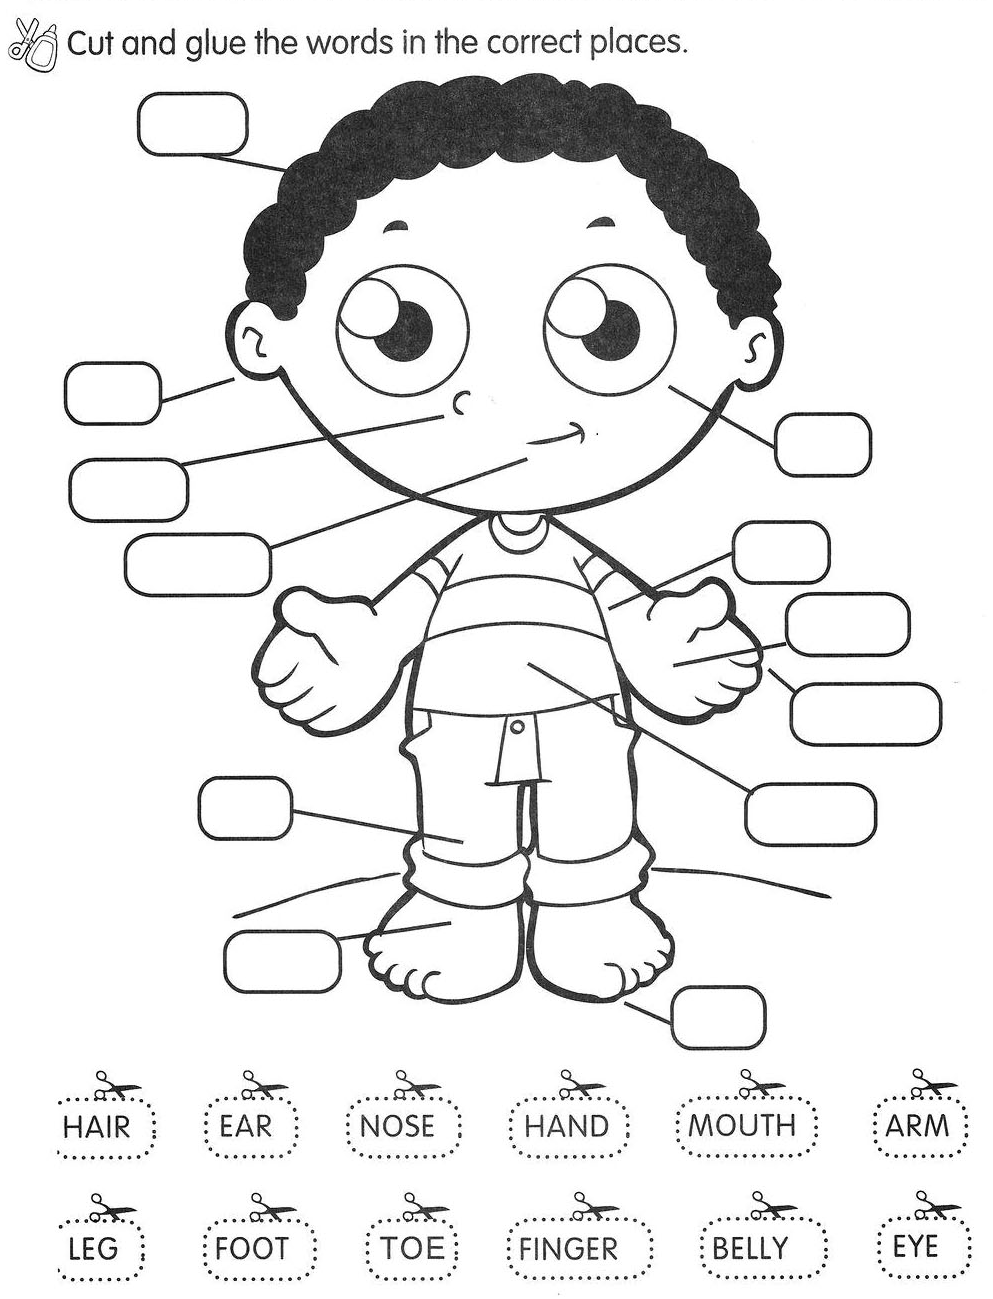 Cut and glue the words in the correct places.
HAIR EAR NOSE HAND MOUTH ARM
LEG FOOT TOE FINGER BELLY EYE